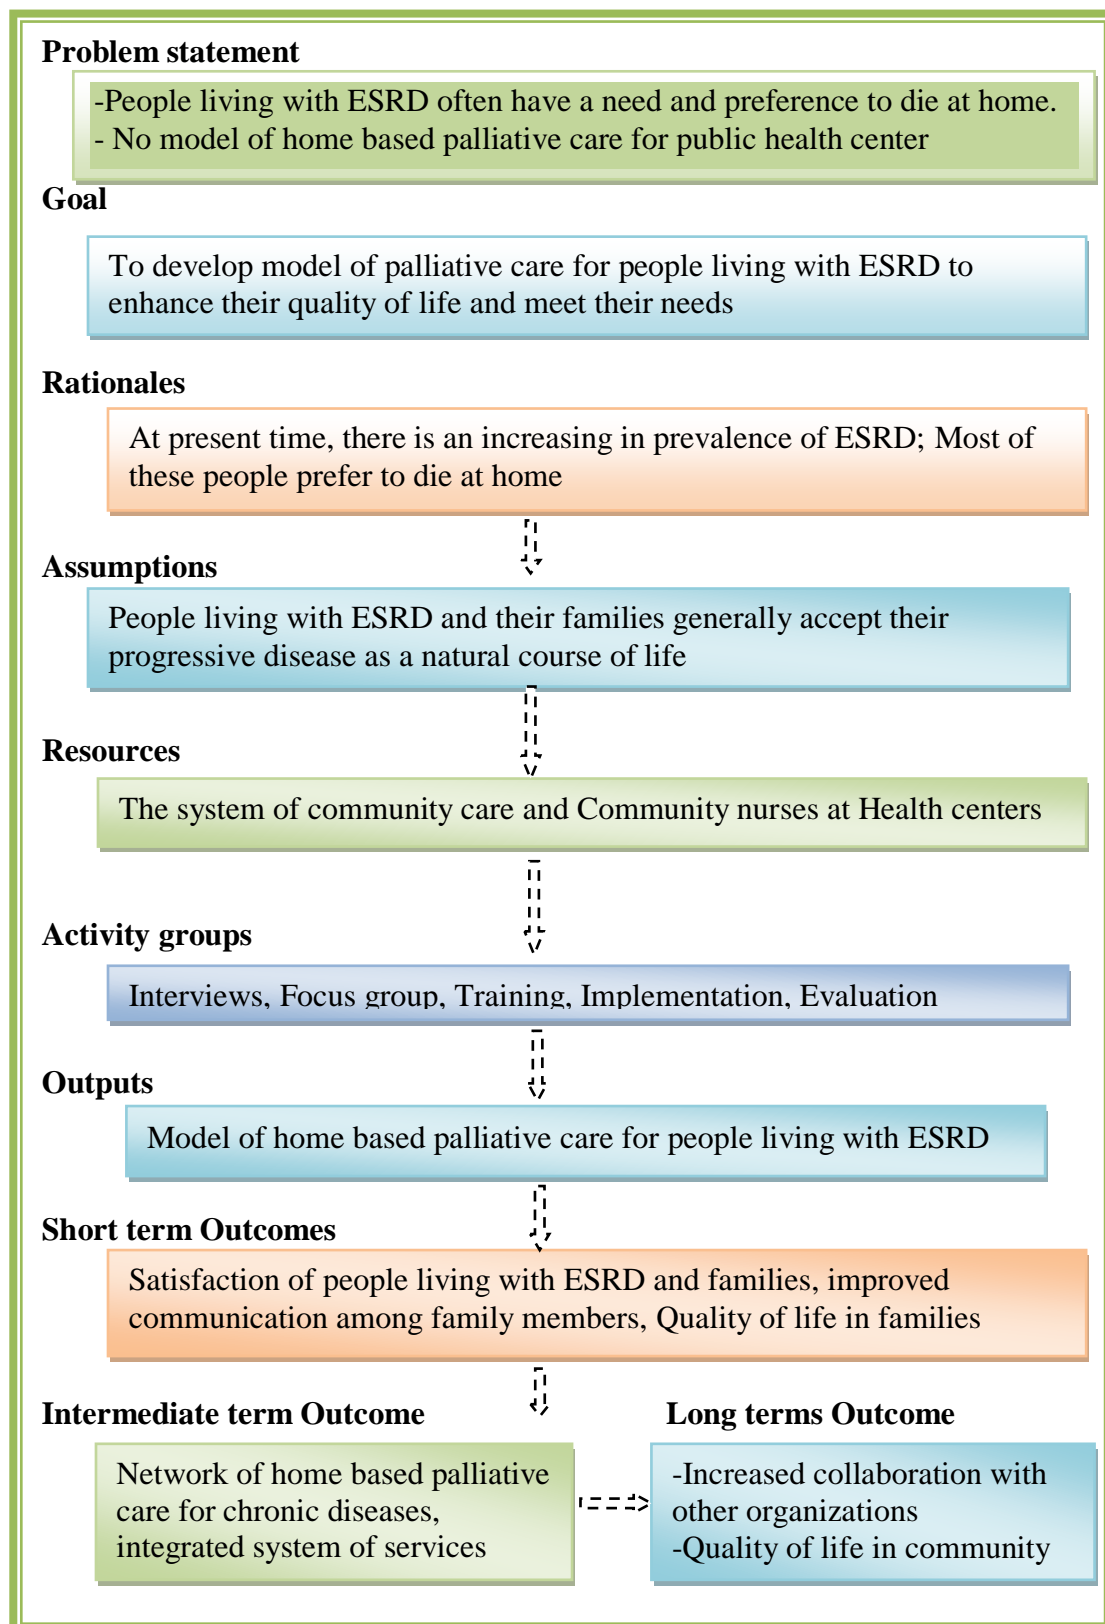 Problem statement
-People living with ESRD often have a need and preference to die at home.
- No model of home based palliative care for public health center
Goal
To develop model of palliative care for people living with ESRD to
enhance their quality of life and meet their needs
Rationales
At present time, there is an increasing in prevalence of ESRD; Most of
these people prefer to die at home
Assumptions
People living with ESRD and their families generally accept their
progressive disease as a natural course of life
Resources
The system of community care and Community nurses at Health centers
Activity groups
Interviews, Focus group, Training, Implementation, Evaluation
Outputs
Model of home based palliative care for people living with ESRD
Short term Outcomes
Satisfaction of people living with ESRD and families, improved
communication among family members, Quality of life in families
Intermediate term Outcome
Network of home based palliative
care for chronic diseases,
integrated system of services
Long terms Outcome
-Increased collaboration with
other organizations
-Quality of life in community